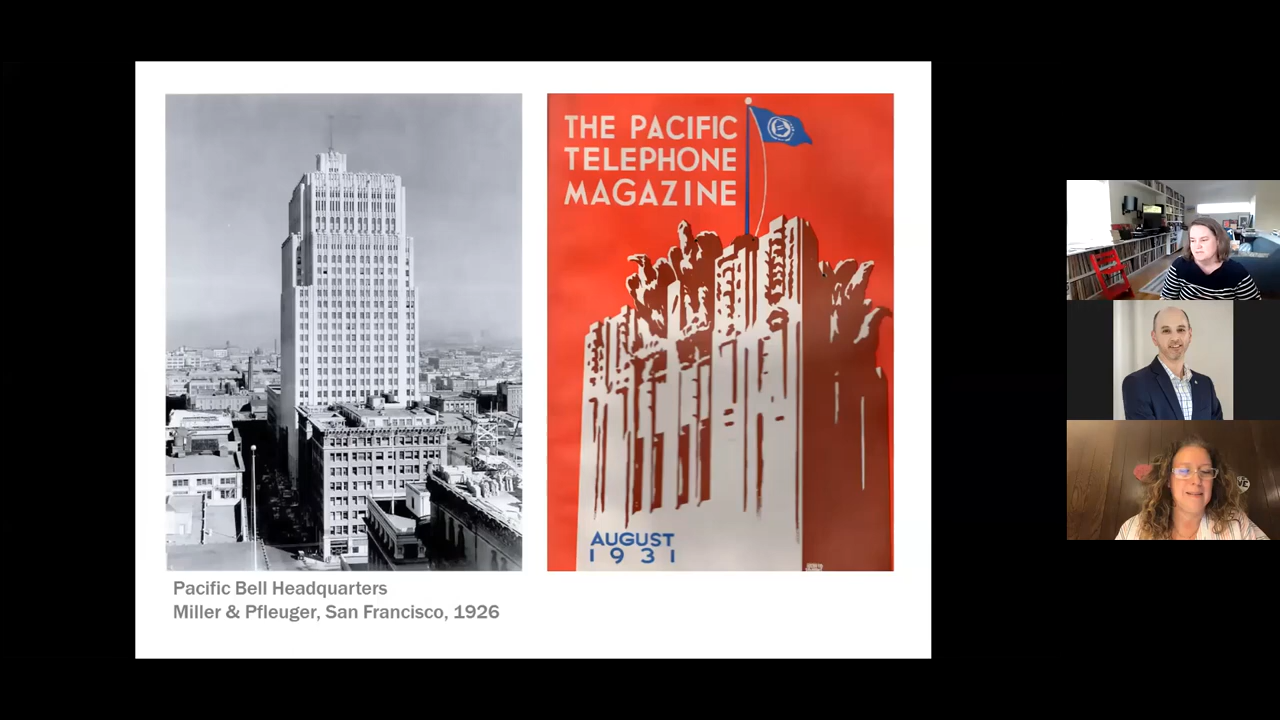 THE PACIFIC
TELEPHONE
MAGAZINE
AUGUST
1931
Pacific Bell Headquarters
Miller & Pfleuger, San Francisco, 1926